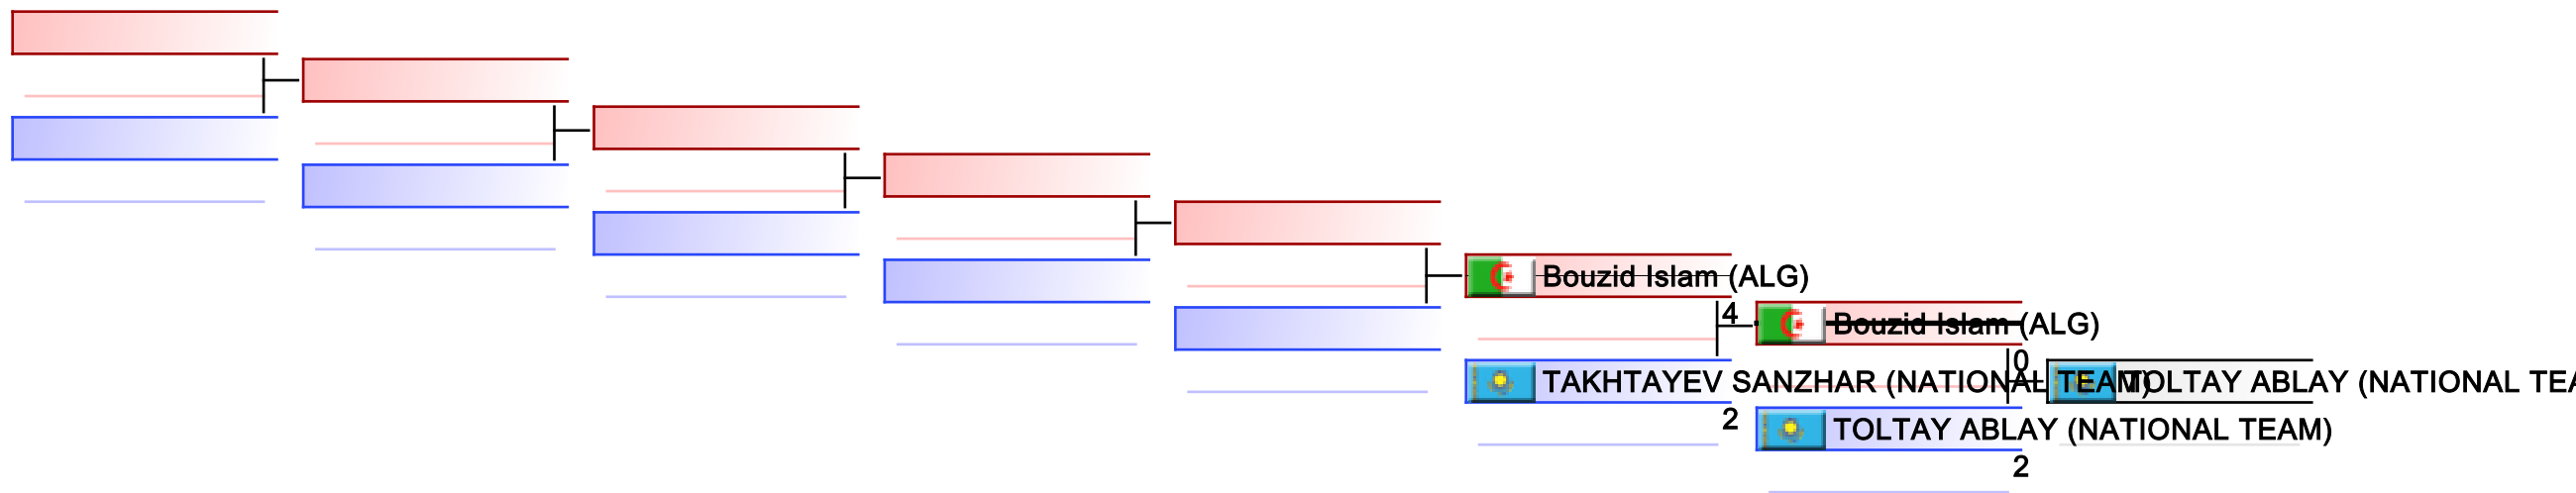 Bouzid Islam (ALG)
4
Bouzid Islam (ALG)
0
TAKHTAYEV SANZHAR (NATIONAL TEAM)
TOLTAY ABLAY (NATIONAL TEA
2
TOLTAY ABLAY (NATIONAL TEAM)
2